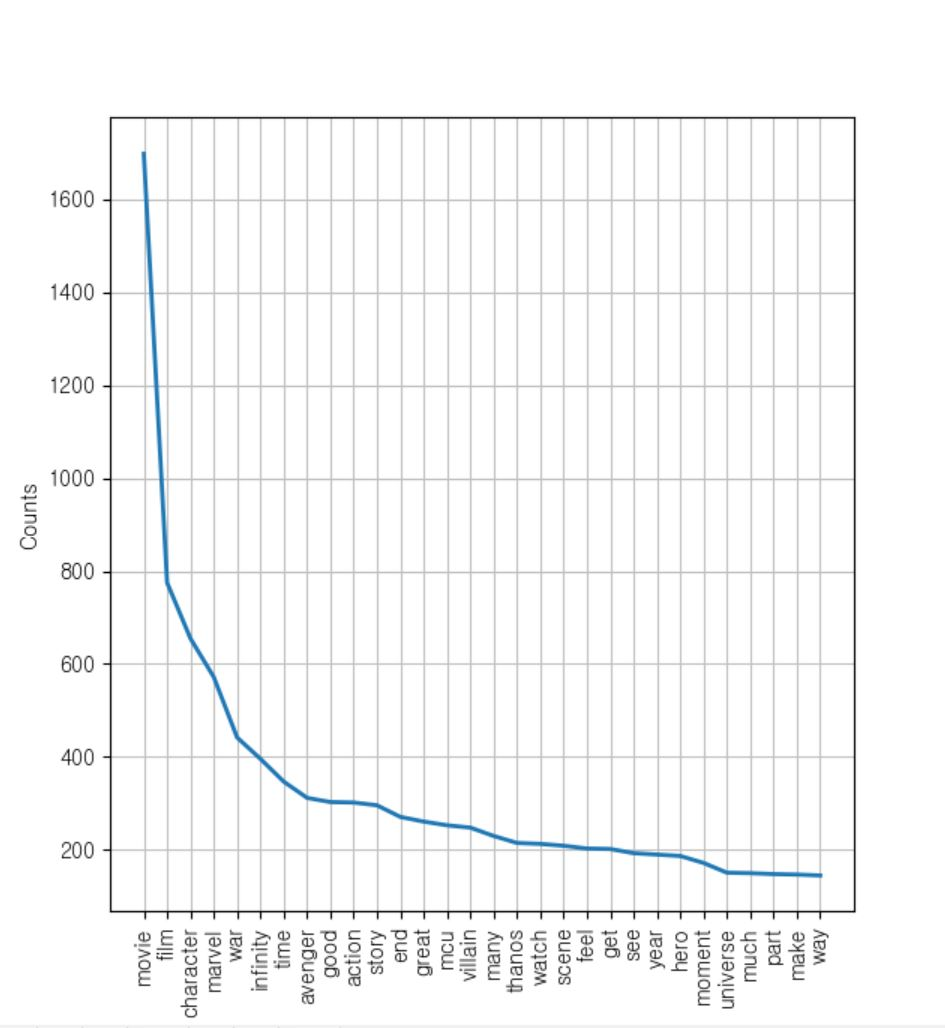 1600
1400
1200
1000
800
600
400
200
Counts
movie
film
character
marvel
war
infinity
time
avenger
good
action
story
end
great
mcu
villain
many
thanos
watch
scene
feel
get
see
year
hero
moment
universe
much
part
make
way